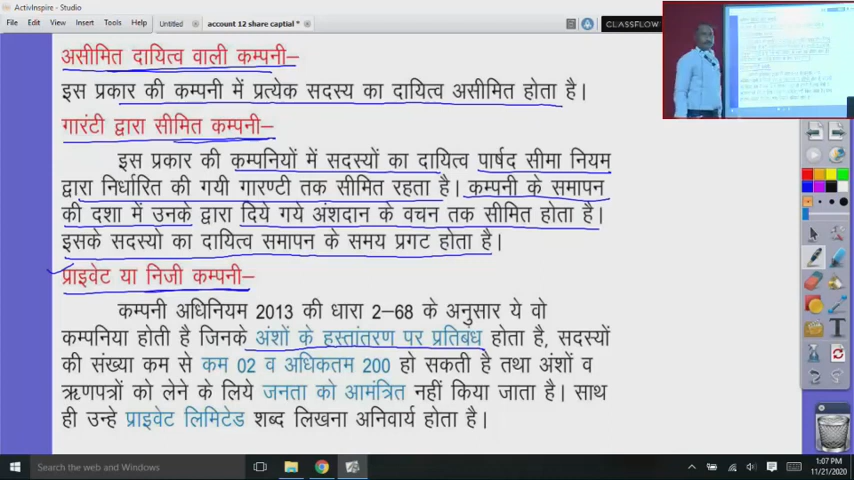 ActivInspire - Studio
File Edit View Insert Tools Help Untitled account 12 share captial * CLASSFLOW
असीमित दायित्व वाली कम्पनी–
इस प्रकार की कम्पनी में प्रत्येक सदस्य का दायित्व असीमित होता है।
गारंटी द्वारा सीमित कम्पनी–
इस प्रकार की कम्पनियों में सदस्यों का दायित्व पार्षद सीमा नियम
द्वारा निर्धारित की गयी गारण्टी तक सीमित रहता है। कम्पनी के समापन
की दशा में उनके द्वारा दिये गये अंशदान के वचन तक सीमित होता है।
इसके सदस्यो का दायित्व समापन के समय प्रगट होता है।
प्राइवेट या निजी कम्पनी–
कम्पनी अधिनियम 2013 की धारा 2–68 के अनुसार ये वो
कम्पनिया होती है जिनके अंशों के हस्तांतरण पर प्रतिबंध होता है, सदस्यों
की संख्या कम से कम 02 व अधिकतम 200 हो सकती है तथा अंशों व
ऋणपत्रों को लेने के लिये जनता को आमंत्रित नहीं किया जाता है। साथ
ही उन्हे प्राइवेट लिमिटेड शब्द लिखना अनिवार्य होता है।
Search the web and Windows
1:07 PM
11/21/2020